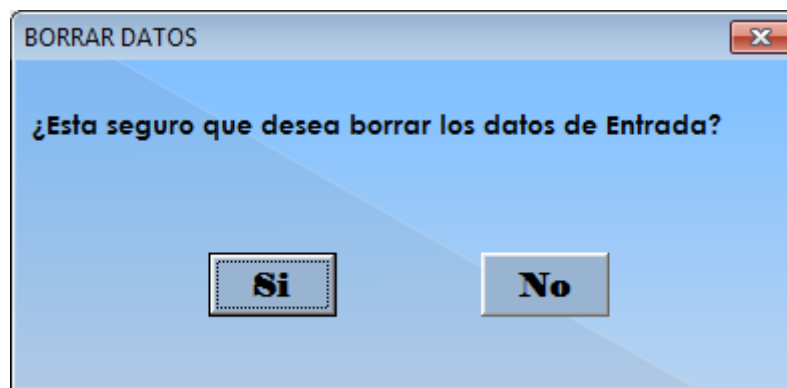 BORRAR DATOS
¿Esta seguro que desea borrar los datos de Entrada?
Si
No